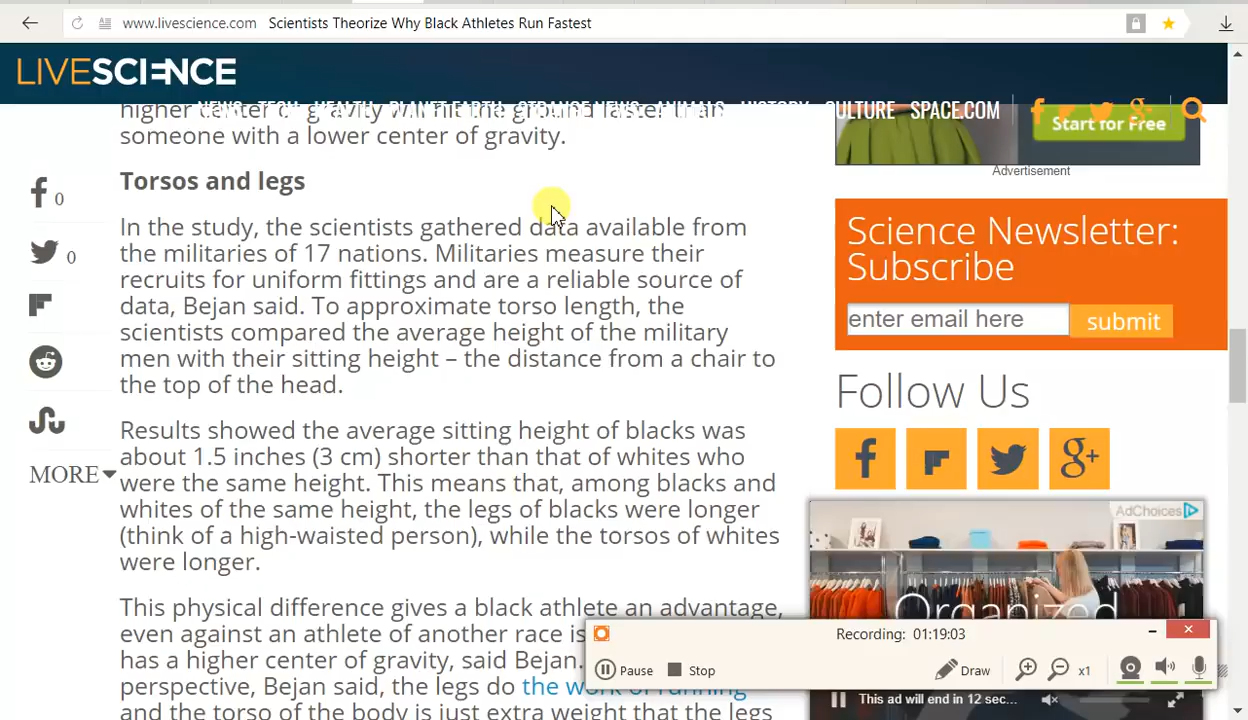 www.livescience.com Scientists Theorize Why Black Athletes Run Fastest
LIVESCIENCE
NEWS TECH HEALTH PLANET EARTH STRANGE NEWS ANIMALS HISTORY CULTURE SPACE.COM
someone with a lower center of gravity.
Torsos and legs
In the study, the scientists gathered data available from
the militaries of 17 nations. Militaries measure their
recruits for uniform fittings and are a reliable source of
data, Bejan said. To approximate torso length, the
scientists compared the average height of the military
men with their sitting height – the distance from a chair to
the top of the head.
Results showed the average sitting height of blacks was
about 1.5 inches (3 cm) shorter than that of whites who
were the same height. This means that, among blacks and
whites of the same height, the legs of blacks were longer
(think of a high-waisted person), while the torsos of whites
were longer.
This physical difference gives a black athlete an advantage,
even against an athlete of another race is
has a higher center of gravity, said Bejan.
perspective, Bejan said, the legs do the work of running
and the torso of the body is just extra weight that the legs
0
0
MORE
Start for Free
Advertisement
Science Newsletter:
Subscribe
enter email here submit
Follow Us
AdChoices
Organized
Recording: 01:19:03
Pause Stop Draw x1
This ad will end in 12 sec...